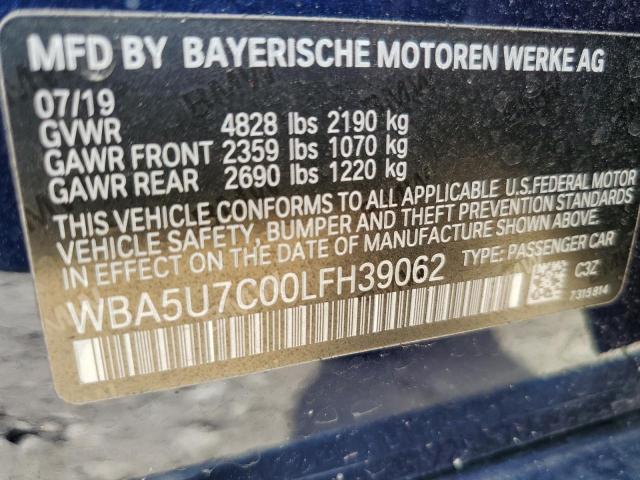 MFD BY BAYERISCHE MOTOREN WERKE AG
07/19
GVWR 4828 lbs 2190 kg
GAWR FRONT 2359 lbs 1070 kg
GAWR REAR 2690 lbs 1220 kg
THIS VEHICLE CONFORMS TO ALL APPLICABLE U.S.FEDERAL MOTOR
VEHICLE SAFETY, BUMPER AND THEFT PREVENTION STANDARDS
IN EFFECT ON THE DATE OF MANUFACTURE SHOWN ABOVE.
WBA5U7C00LFH39062 TYPE: PASSENGER CAR
C3Z
7315814